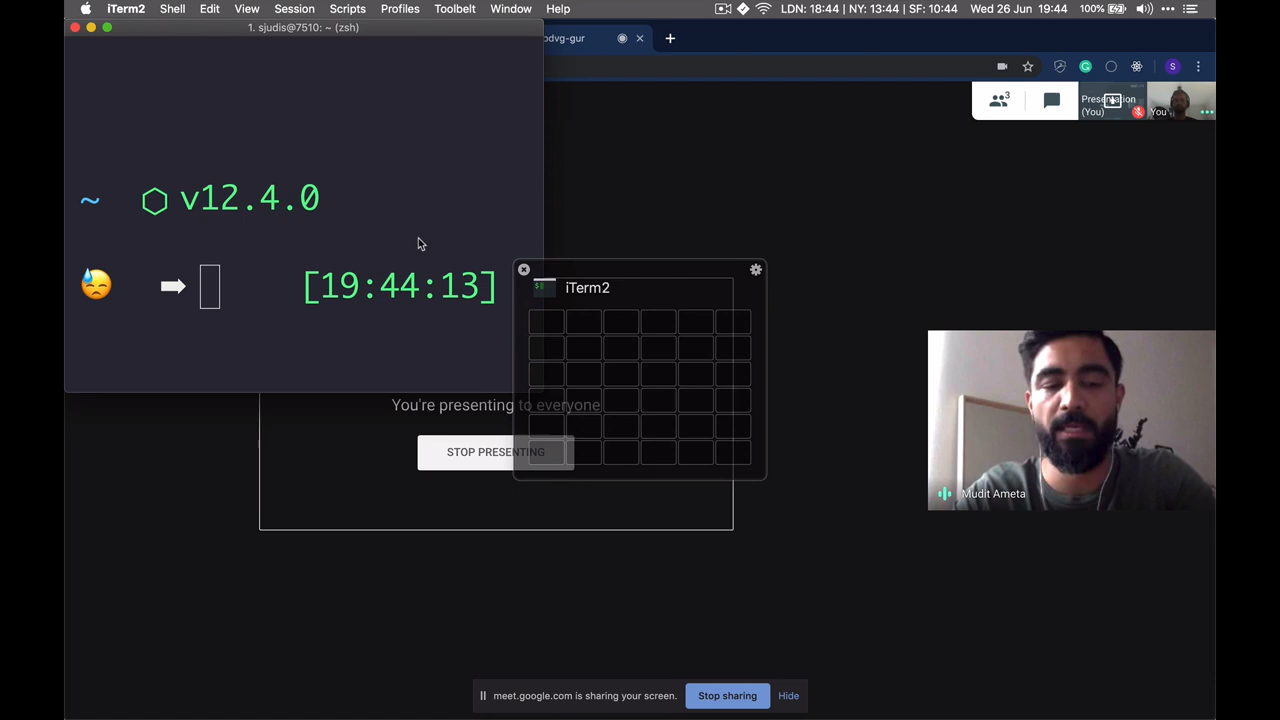 iTerm2 Shell Edit View Session Scripts Profiles Toolbelt Window Help LDN: 18:44 | NY: 13:44 | SF: 10:44 Wed 26 Jun 19:44 100%
1. sjudis@7510: ~ (zsh)
odvg-gur
S
3
Presentation
(You)
You
~ v12.4.0
[19:44:13]
iTerm2
You're presenting to everyone
STOP PRESENTING
Mudit Ameta
meet.google.com is sharing your screen. Stop sharing Hide